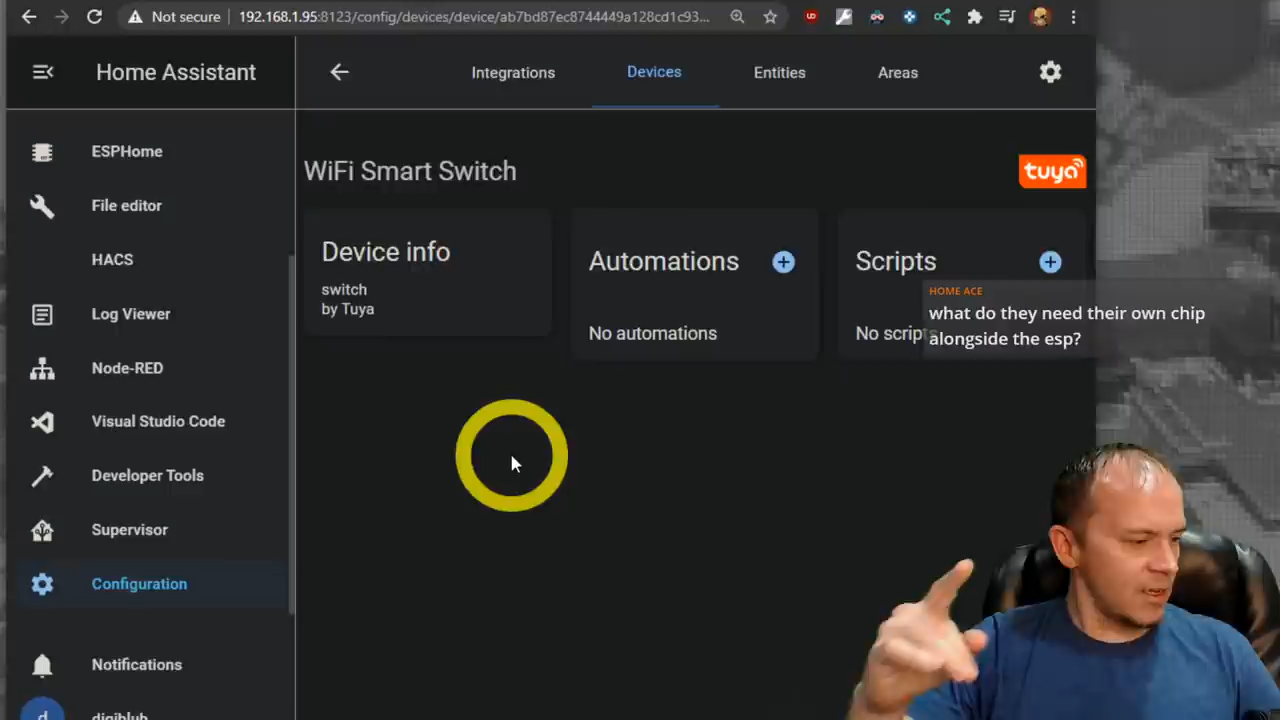 Not secure
192.168.1.95:8123/config/devices/device/ab7bd87ec8744449a128cd1c93...
Home Assistant
Integrations
Devices
Entities
Areas
ESPHome
File editor
HACS
Log Viewer
Node-RED
Visual Studio Code
Developer Tools
Supervisor
Configuration
Notifications
d
digiblub
WiFi Smart Switch
tuya
Device info
switch
by Tuya
Automations
No automations
Scripts
No scripts
HOME ACE
what do they need their own chip
alongside the esp?